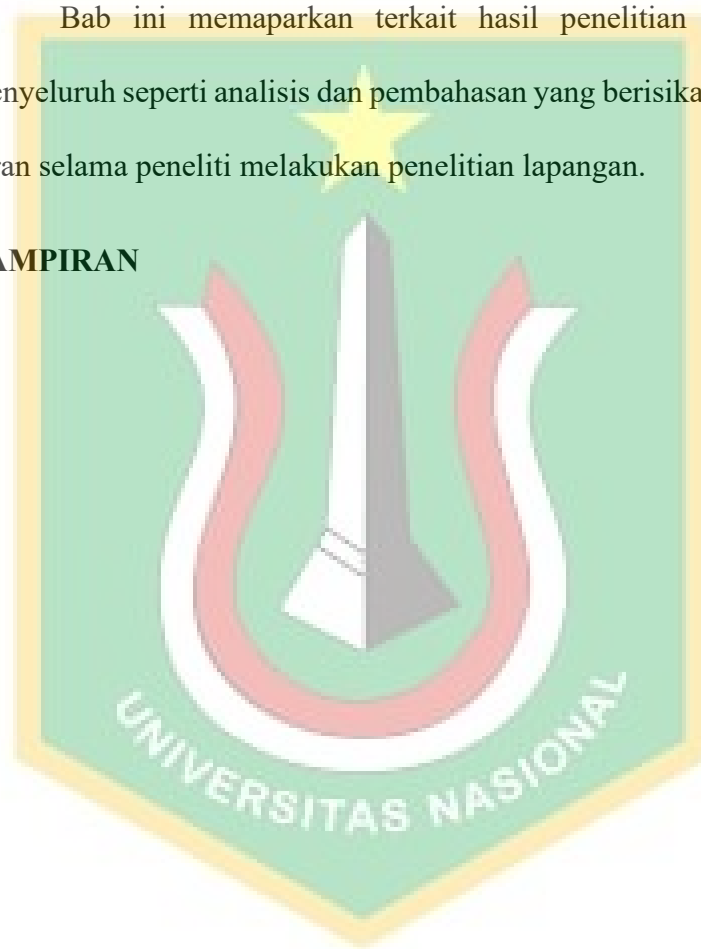 Bab ini memaparkan terkait hasil penelitian
enyeluruh seperti analisis dan pembahasan yang berisika
ran selama peneliti melakukan penelitian lapangan.
AMPIRAN
UNIVERSITAS NASIONAL